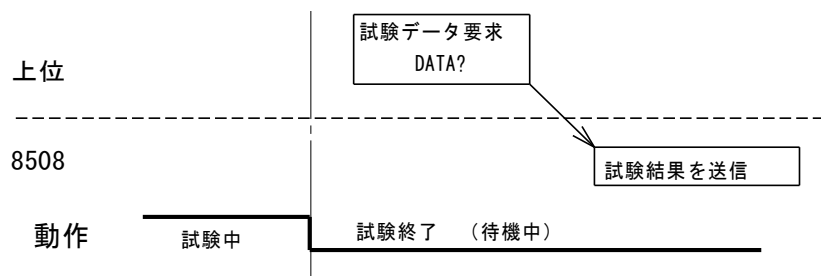 試験データ要求
DATA?
上位
8508
試験結果を送信
動作
試験中
試験終了 (待機中)